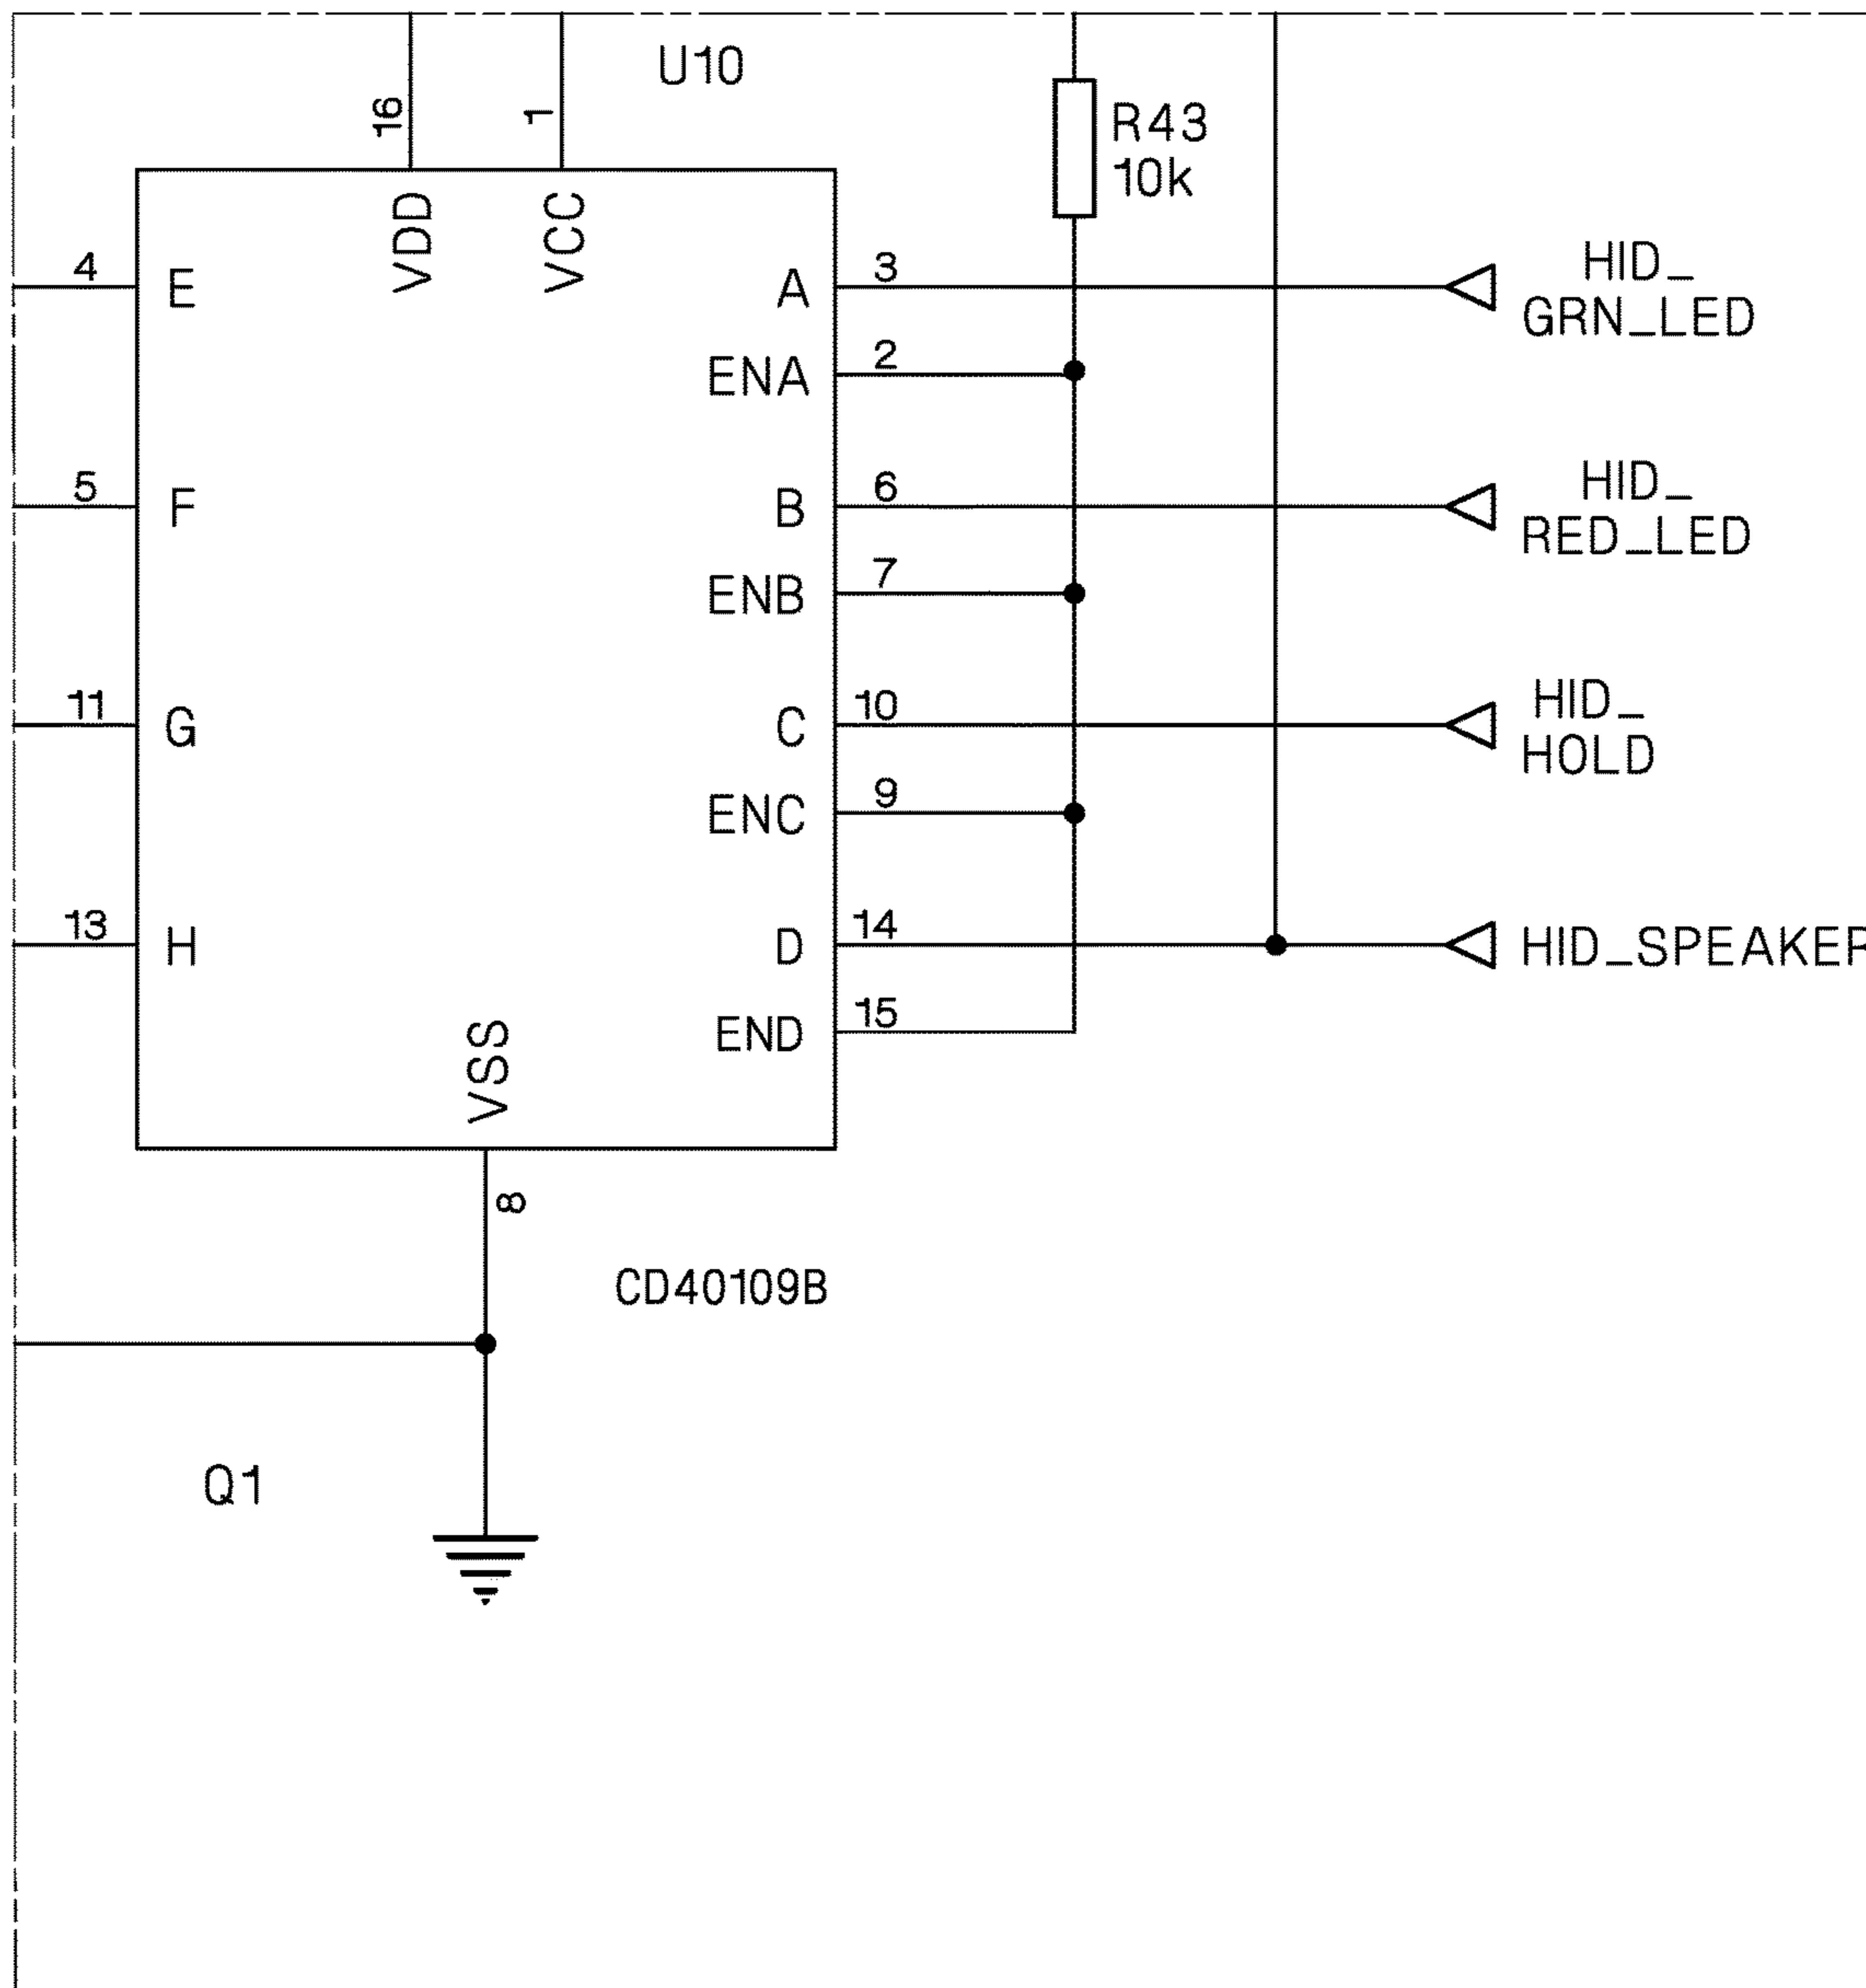 U10
16
1
R43
10k
VDD
VCC
4
E
A
3
HID_
GRN_LED
ENA
2
5
F
B
6
HID_
RED_LED
ENB
7
11
G
C
10
HID_
HOLD
ENC
9
13
H
D
14
HID_SPEAKER
END
15
VSS
8
CD40109B
Q1